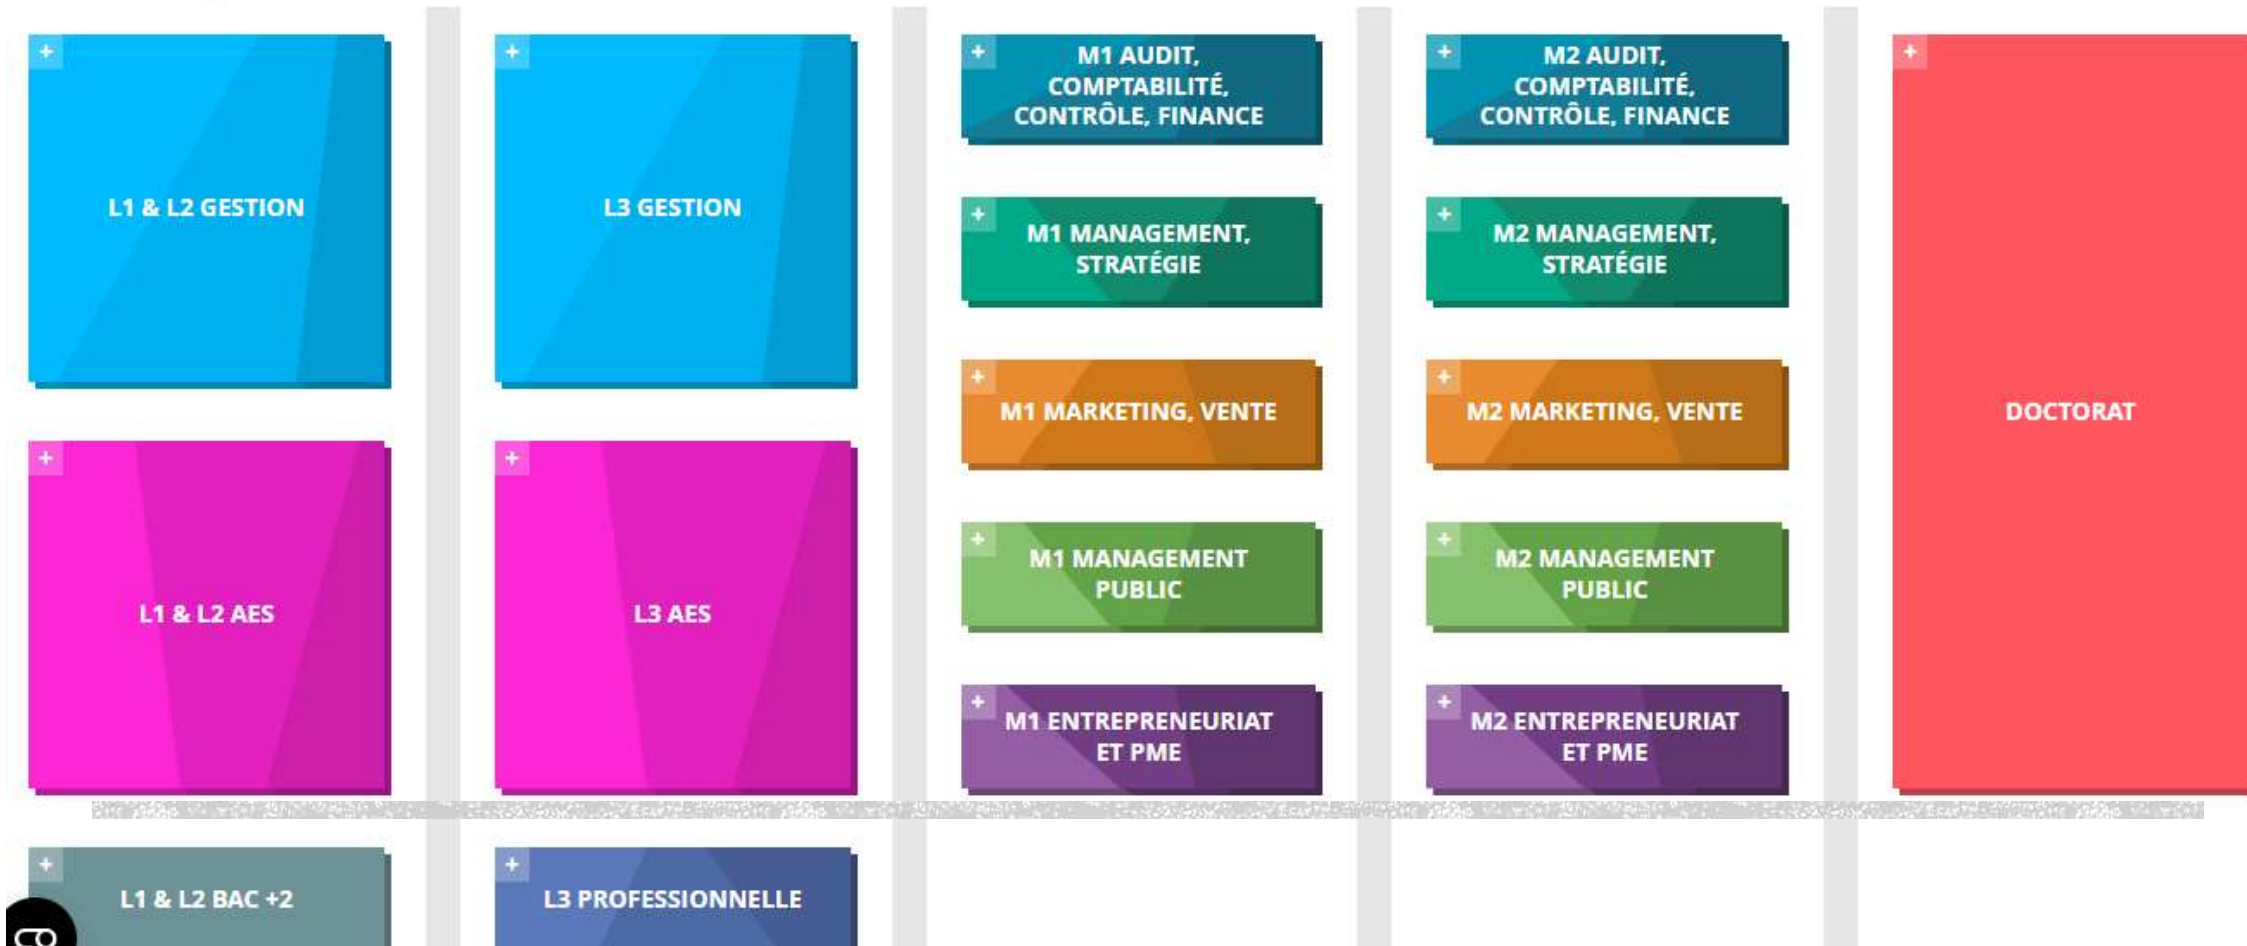 +
L1 & L2 GESTION
+
L3 GESTION
+
M1 AUDIT,
COMPTABILITÉ,
CONTRÔLE, FINANCE
+
M2 AUDIT,
COMPTABILITÉ,
CONTRÔLE, FINANCE
+
DOCTORAT
+
M1 MANAGEMENT,
STRATÉGIE
+
M2 MANAGEMENT,
STRATÉGIE
+
M1 MARKETING, VENTE
+
M2 MARKETING, VENTE
+
L1 & L2 AES
+
L3 AES
+
M1 MANAGEMENT
PUBLIC
+
M2 MANAGEMENT
PUBLIC
+
M1 ENTREPRENEURIAT
ET PME
+
M2 ENTREPRENEURIAT
ET PME
+
L1 & L2 BAC +2
+
L3 PROFESSIONNELLE